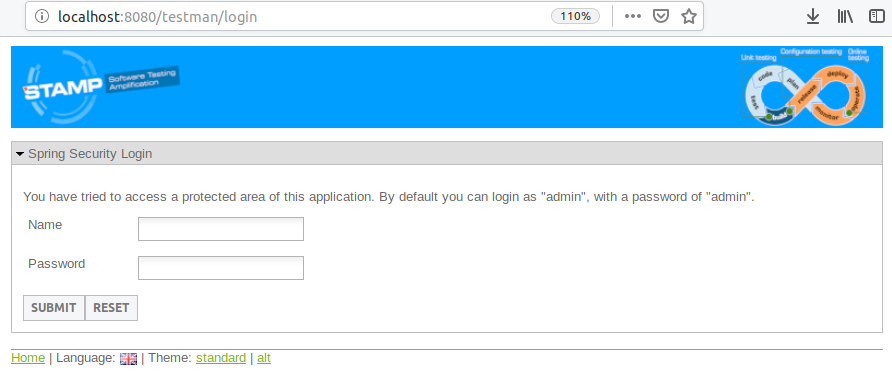 localhost:8080/testman/login
110%
STAMP Software Testing
Amplification
Unit testing Configuration testing Online
testing
code
plan
test
build
release
deploy
operate
monitor
Spring Security Login
You have tried to access a protected area of this application. By default you can login as "admin", with a password of "admin".
Name
Password
SUBMIT RESET
Home | Language: | Theme: standard | alt